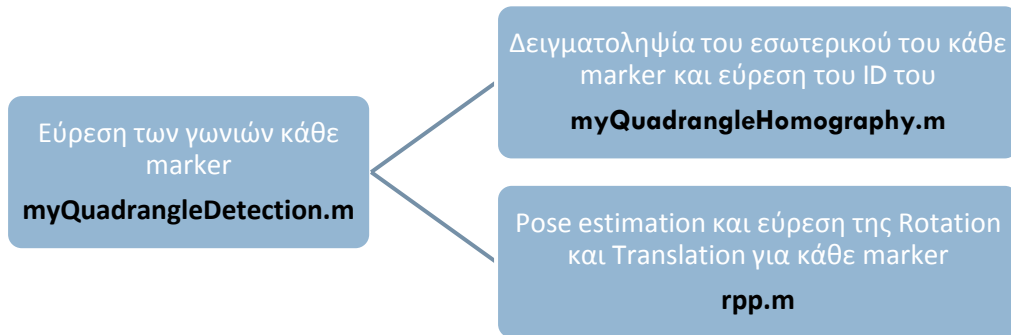 Εύρεση των γωνιών κάθε
marker
myQuadrangleDetection.m
Δειγματοληψία του εσωτερικού του κάθε
marker και εύρεση του ID του
myQuadrangleHomography.m
Pose estimation και εύρεση της Rotation
και Translation για κάθε marker
rpp.m